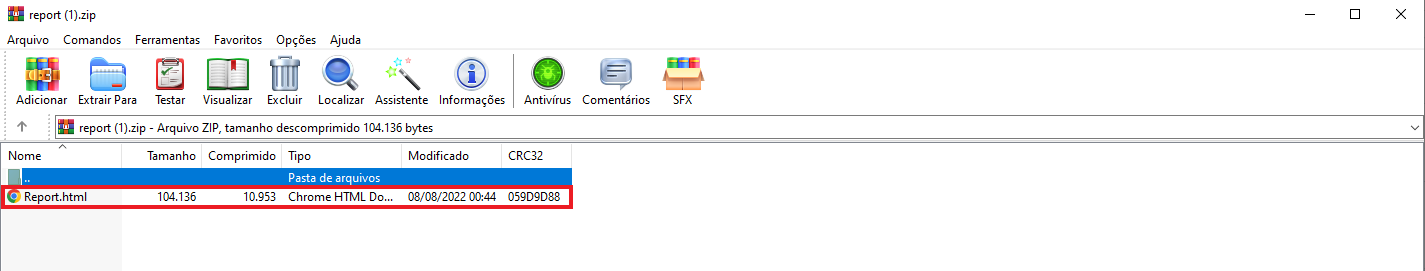 report (1).zip
Arquivo Comandos Ferramentas Favoritos Opções Ajuda
Adicionar Extrair Para Testar Visualizar Excluir Localizar Assistente Informações Antivírus Comentários SFX
report (1).zip - Arquivo ZIP, tamanho descomprimido 104.136 bytes
Nome Tamanho Comprimido Tipo Modificado CRC32
.. Pasta de arquivos
Report.html 104.136 10.953 Chrome HTML Do... 08/08/2022 00:44 059D9D88